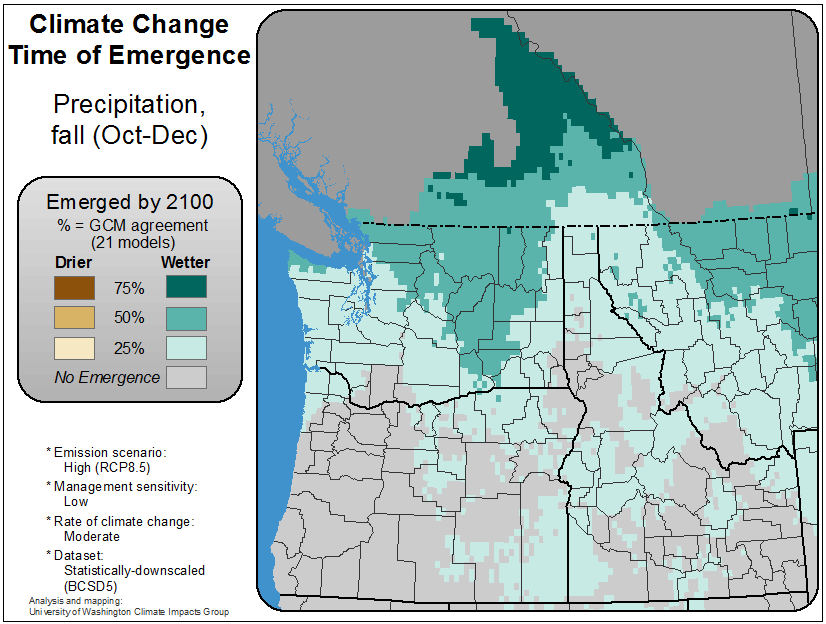 Climate Change
Time of Emergence
Precipitation,
fall (Oct-Dec)
Emerged by 2100
% = GCM agreement
(21 models)
Drier Wetter
75%
50%
25%
No Emergence
* Emission scenario:
High (RCP8.5)
* Management sensitivity:
Low
* Rate of climate change:
Moderate
* Dataset:
Statistically-downscaled
(BCSD5)
Analysis and mapping:
University of Washington Climate Impacts Group